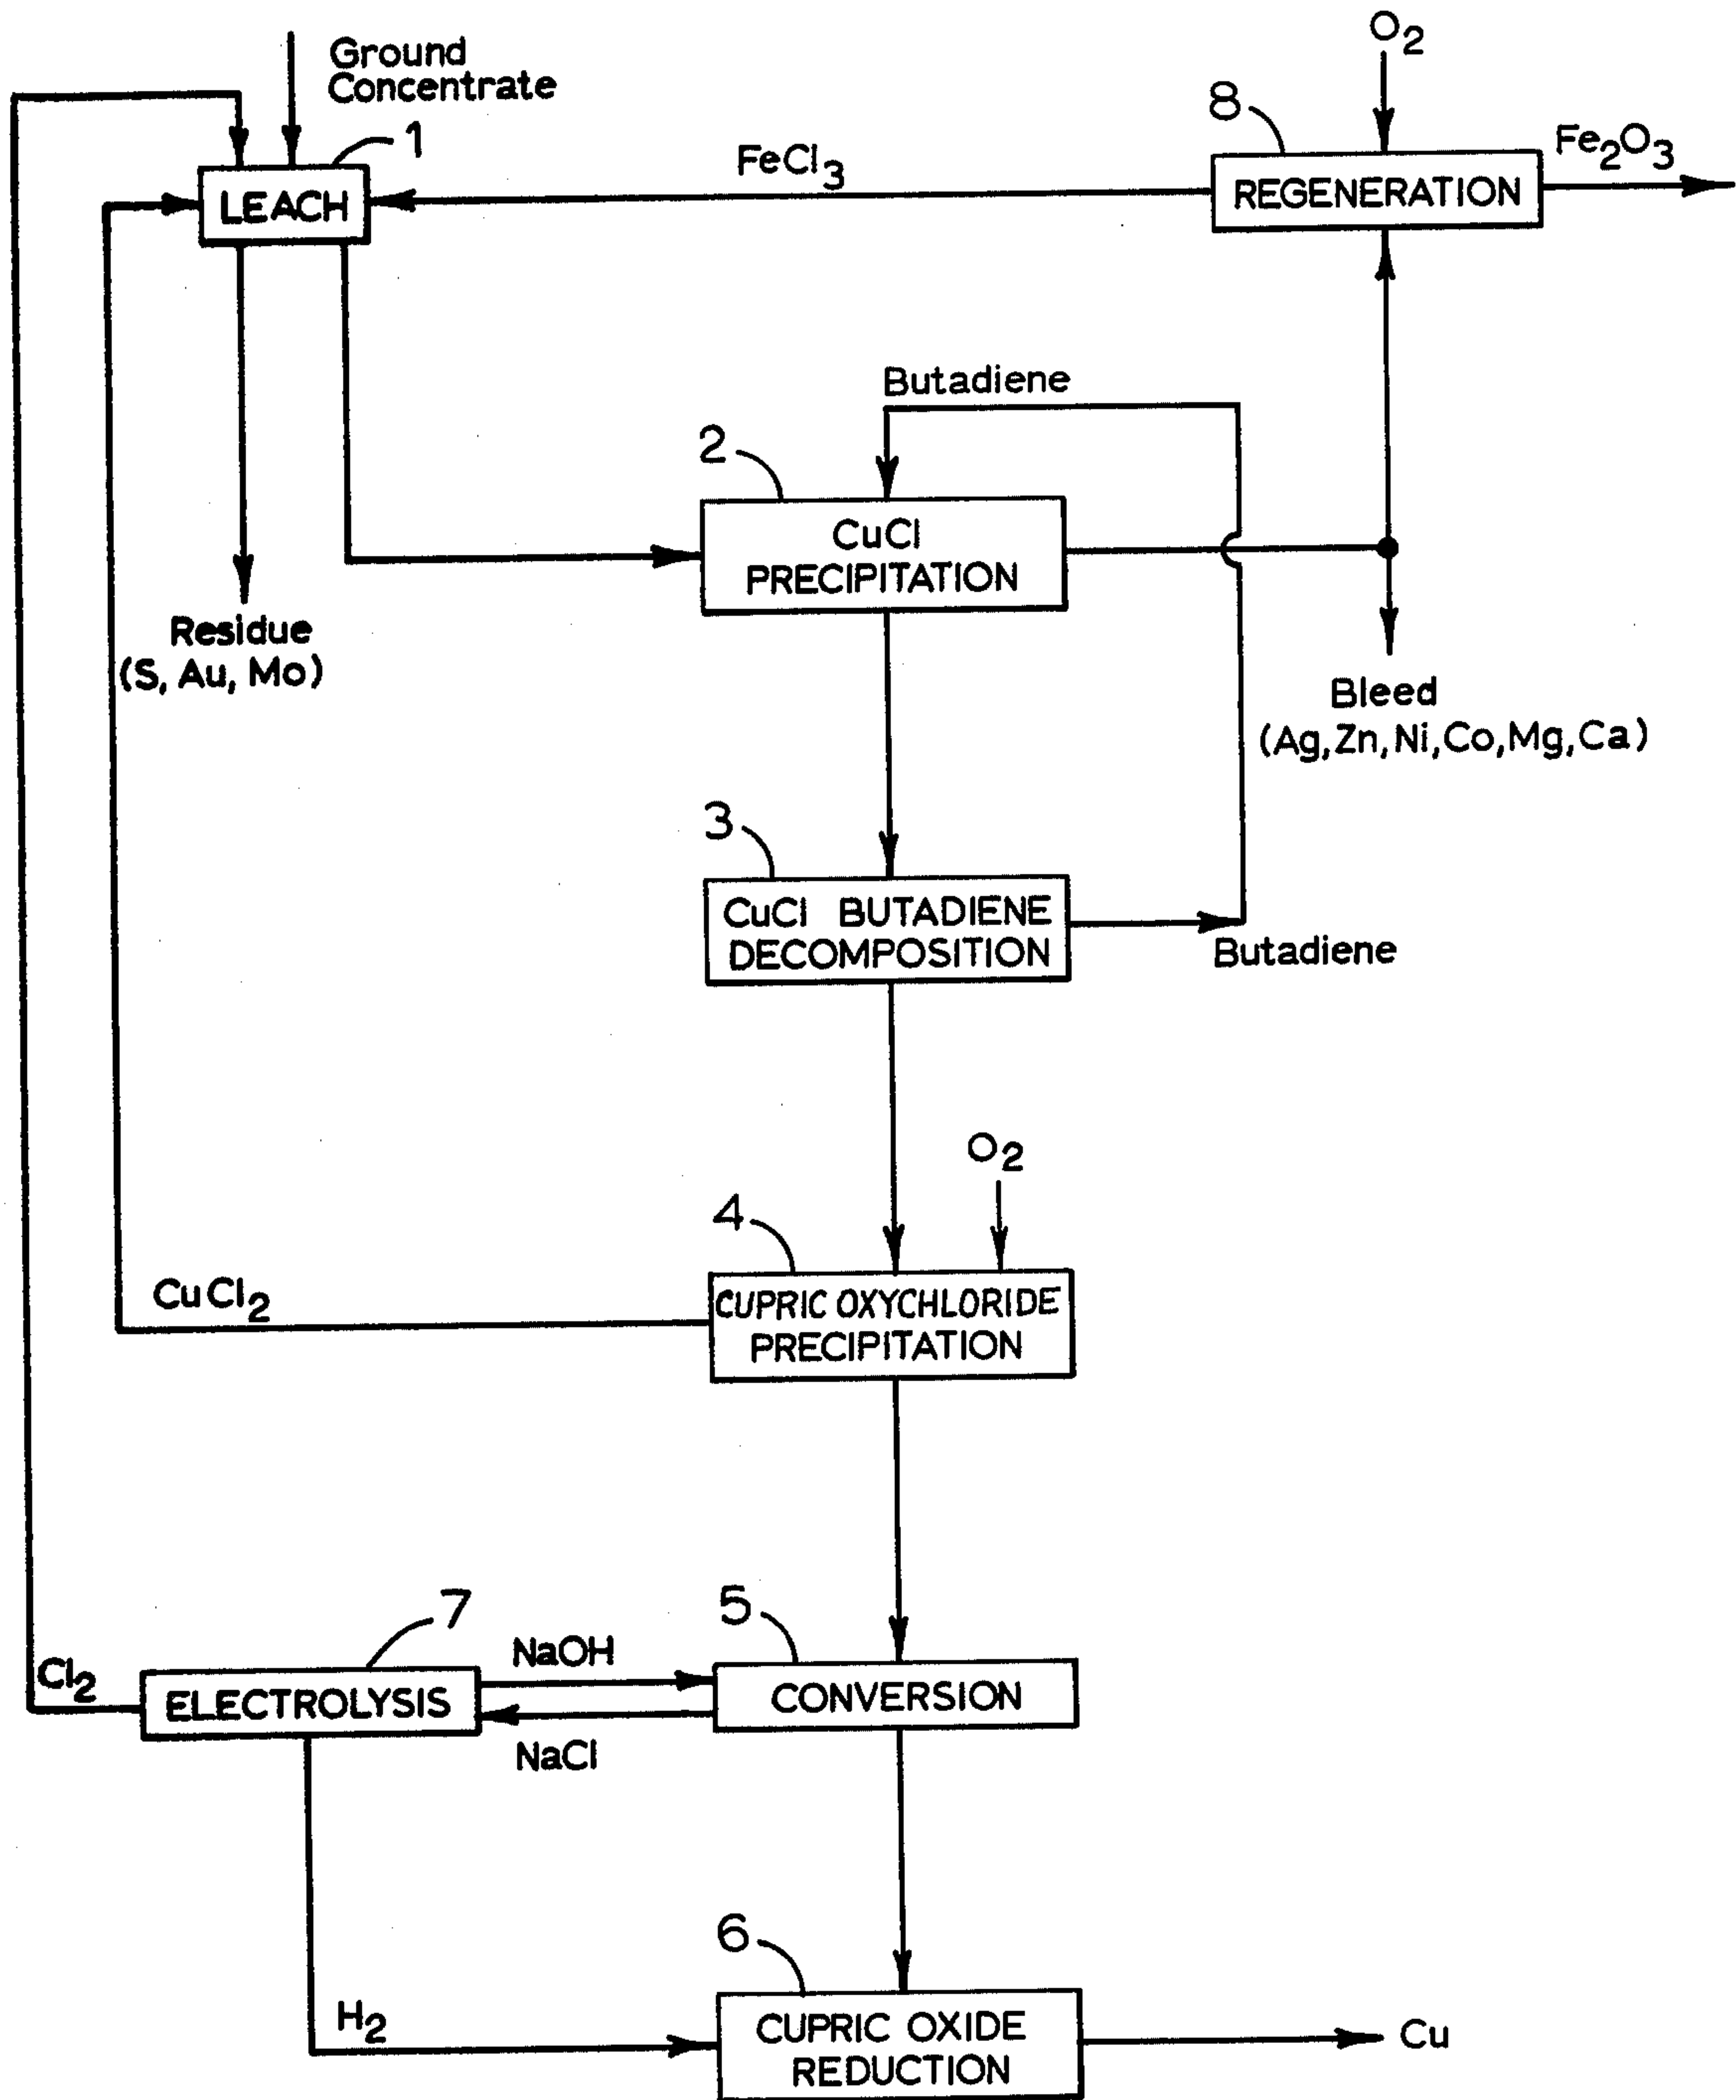 O2
Ground
Concentrate
1
8
FeCl3
Fe2O3
LEACH
REGENERATION
Butadiene
2
CuCl
PRECIPITATION
Residue
(S, Au, Mo)
Bleed
(Ag, Zn, Ni, Co, Mg, Ca)
3
CuCl BUTADIENE
DECOMPOSITION
Butadiene
O2
4
CuCl2
CUPRIC OXYCHLORIDE
PRECIPITATION
7
5
NaOH
Cl2
ELECTROLYSIS
CONVERSION
NaCl
6
H2
CUPRIC OXIDE
REDUCTION
Cu